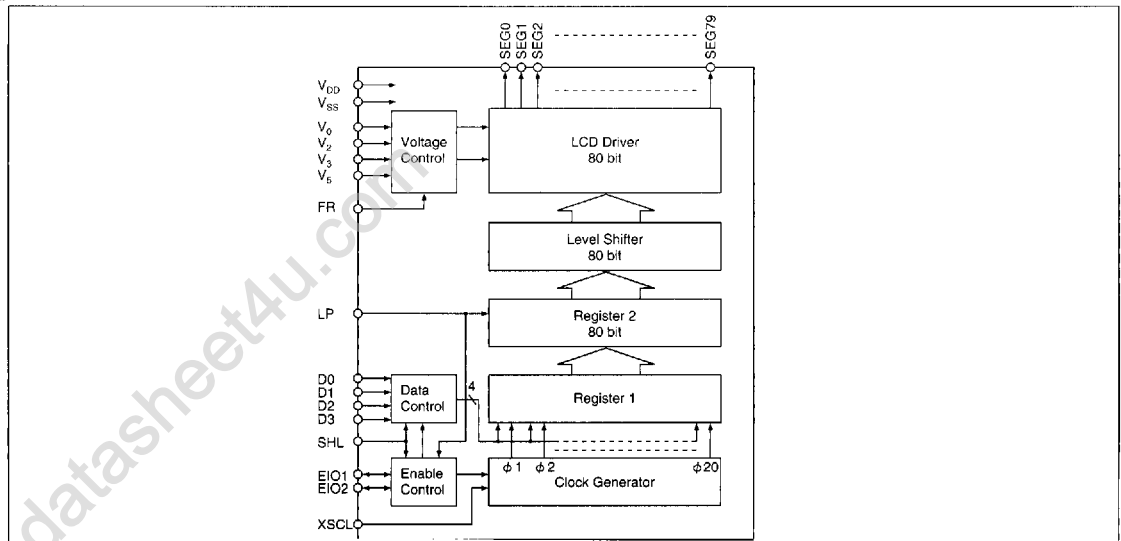 SEG0
SEG1
SEG2
SEG79
VDD
VSS
V0
V2
V3
V5
FR
Voltage
Control
LCD Driver
80 bit
Level Shifter
80 bit
LP
Register 2
80 bit
D0
D1
D2
D3
Data
Control
4
Register 1
SHL
EIO1
EIO2
Enable
Control
φ1
φ2
φ20
Clock Generator
XSCL
datasheet4u.com